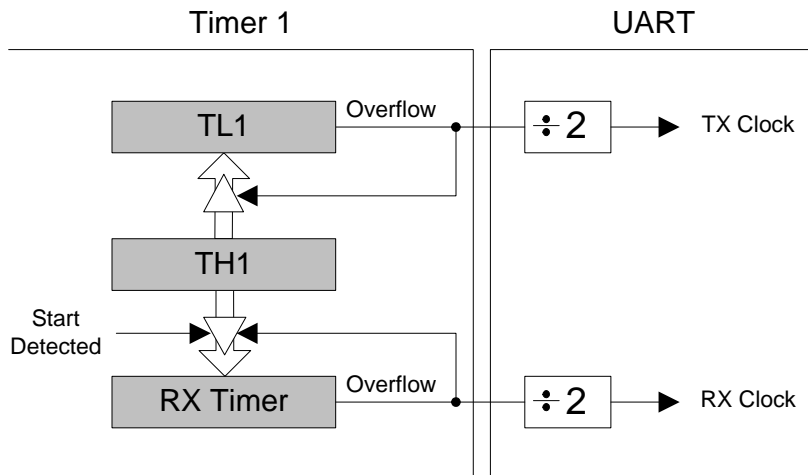 Timer 1
UART
TL1
Overflow
÷ 2
TX Clock
TH1
Start
Detected
RX Timer
Overflow
÷ 2
RX Clock